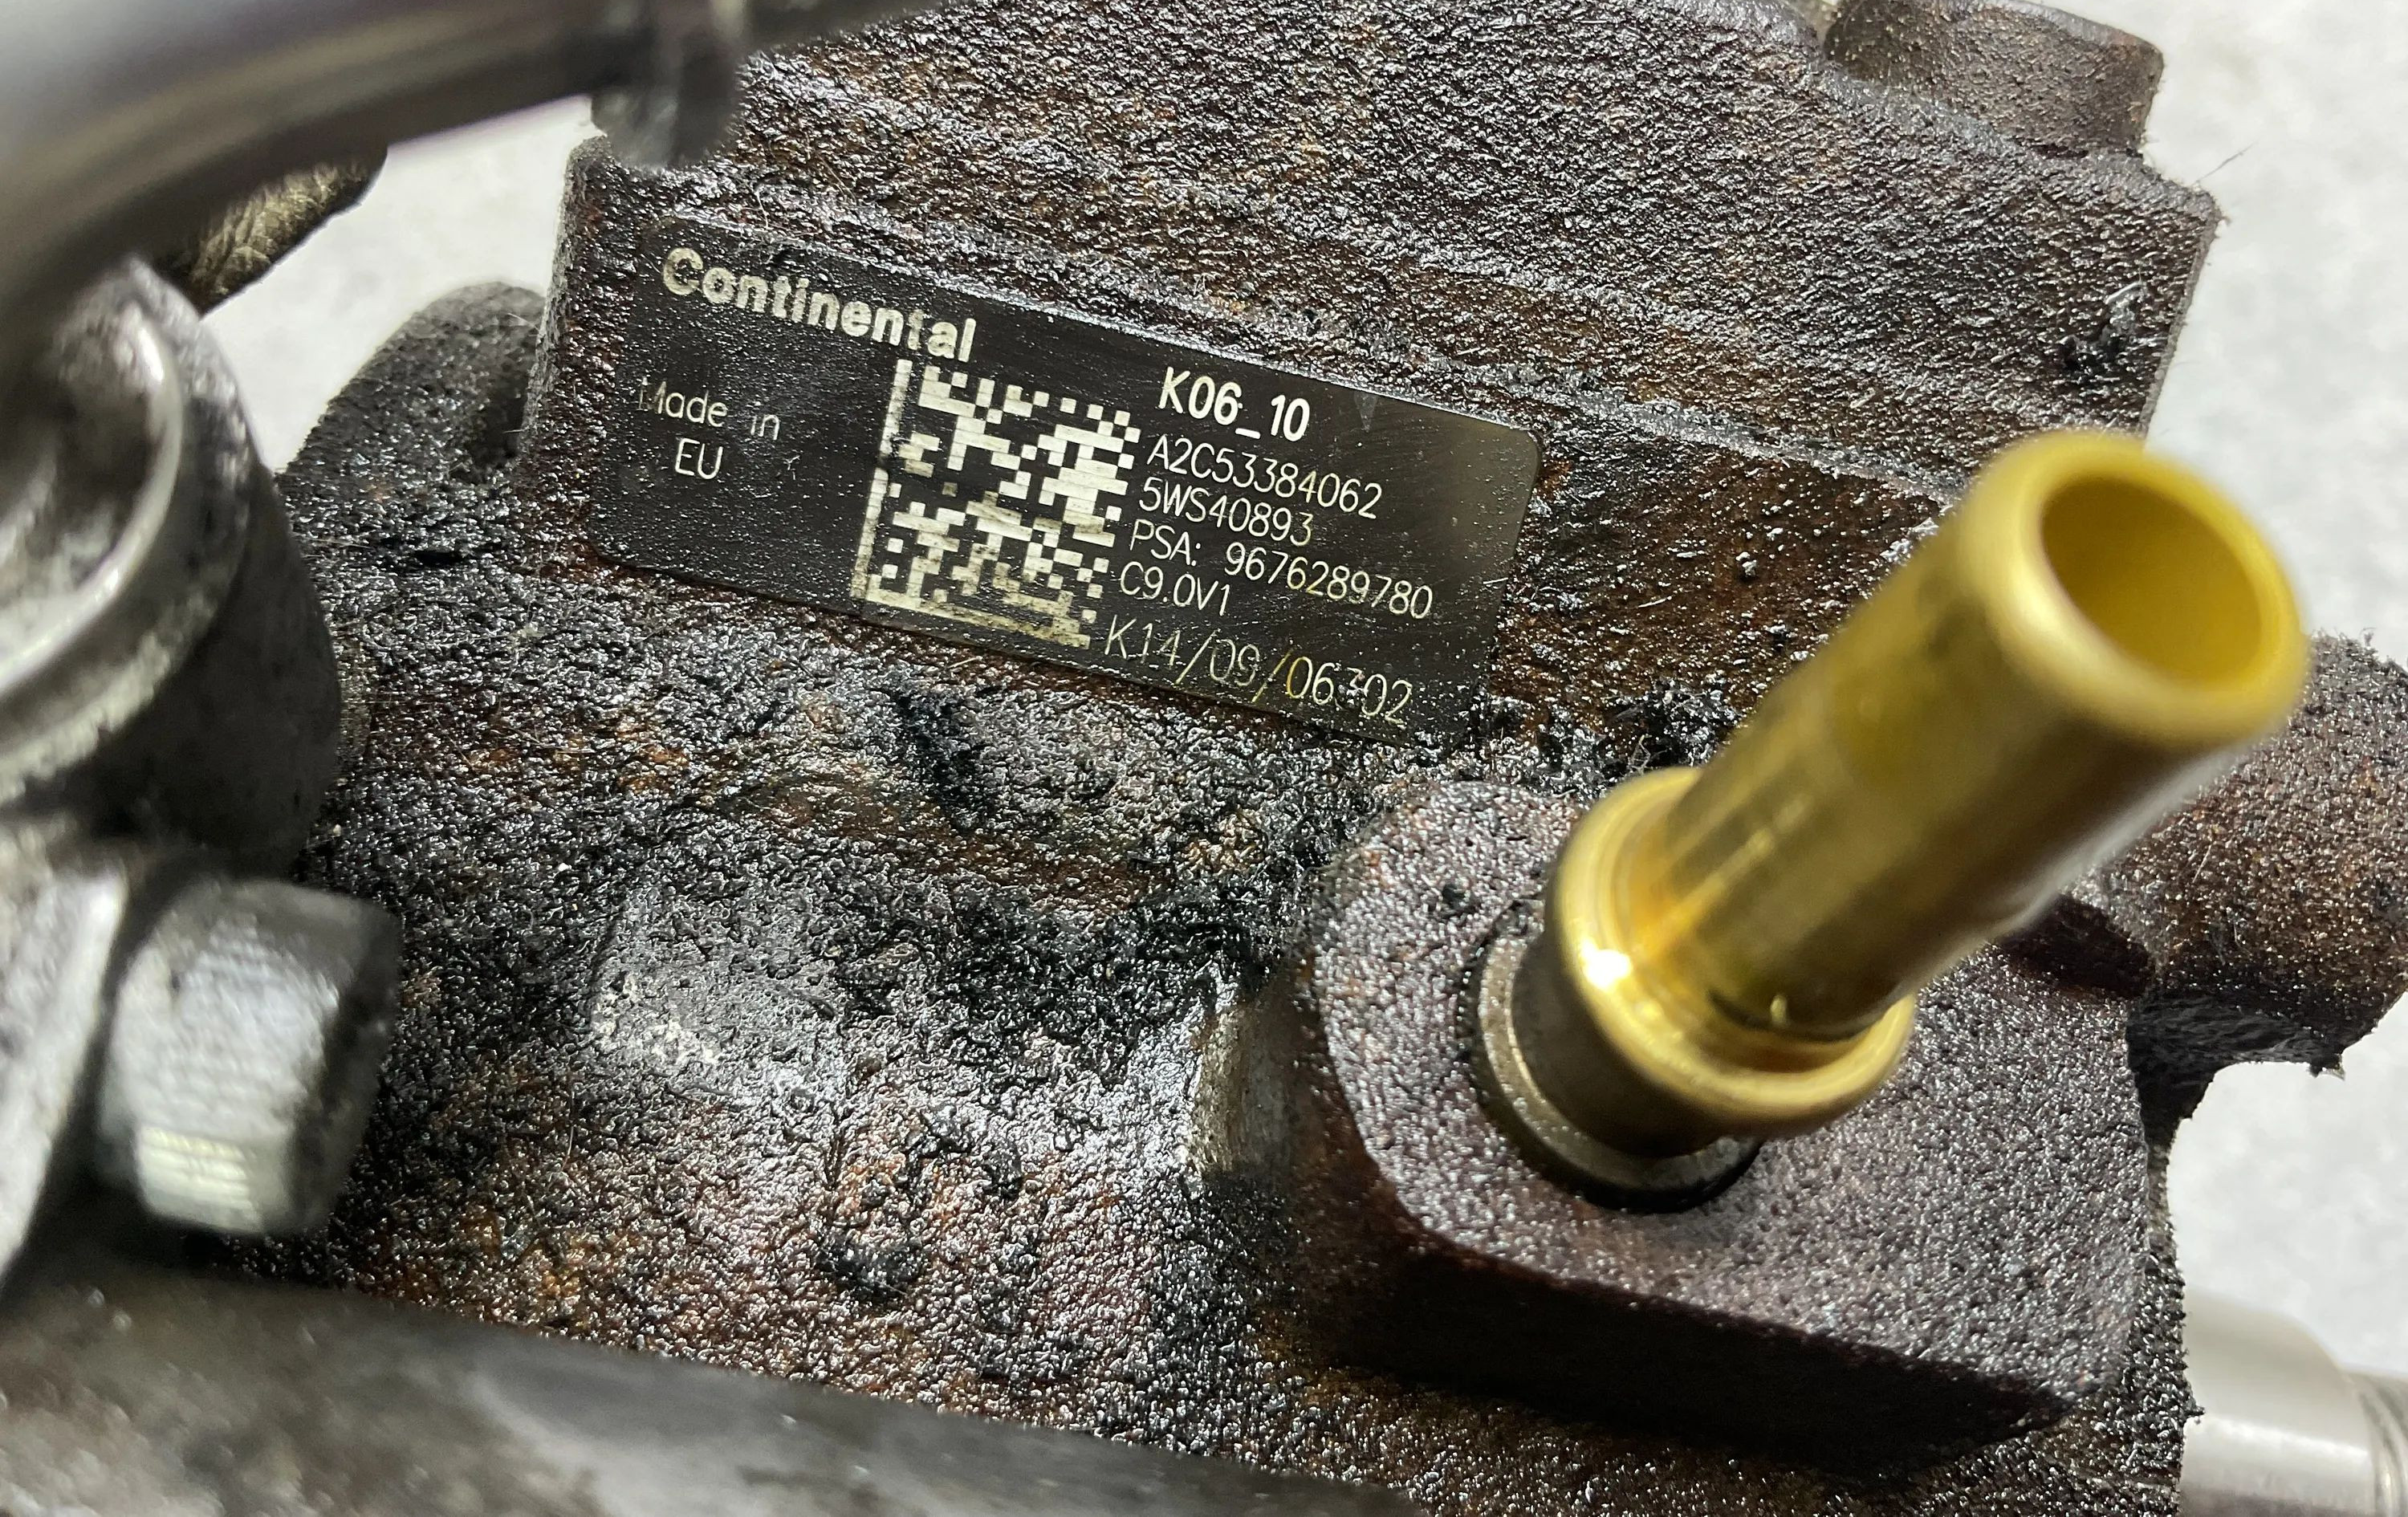 Continental
Made in
EU
K06_10
A2C53384062
5WS40893
PSA: 9676289780
C9.0V1
K14/09/06302